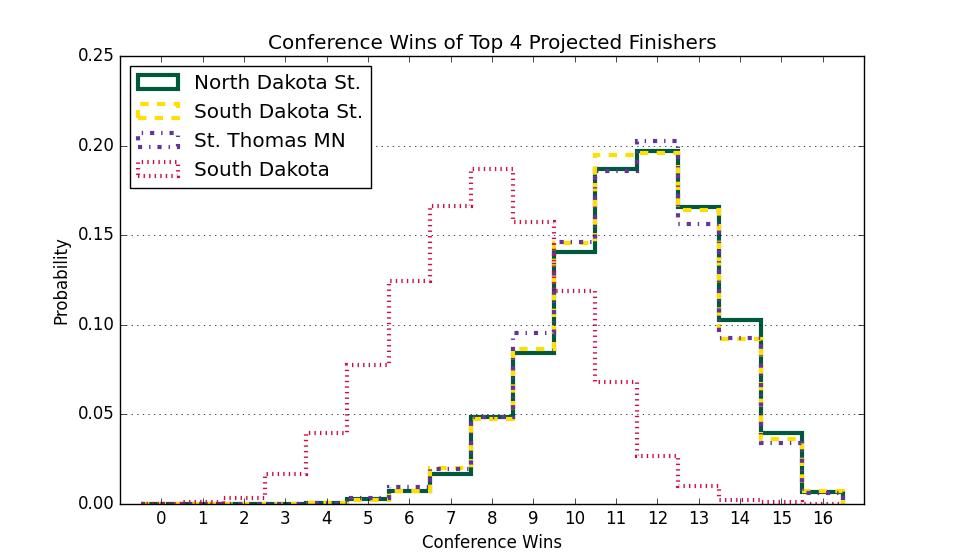 Conference Wins of Top 4 Projected Finishers
0.25
0.20
0.15
0.10
0.05
0.00
Probability
North Dakota St.
South Dakota St.
St. Thomas MN
South Dakota
0 1 2 3 4 5 6 7 8 9 10 11 12 13 14 15 16
Conference Wins